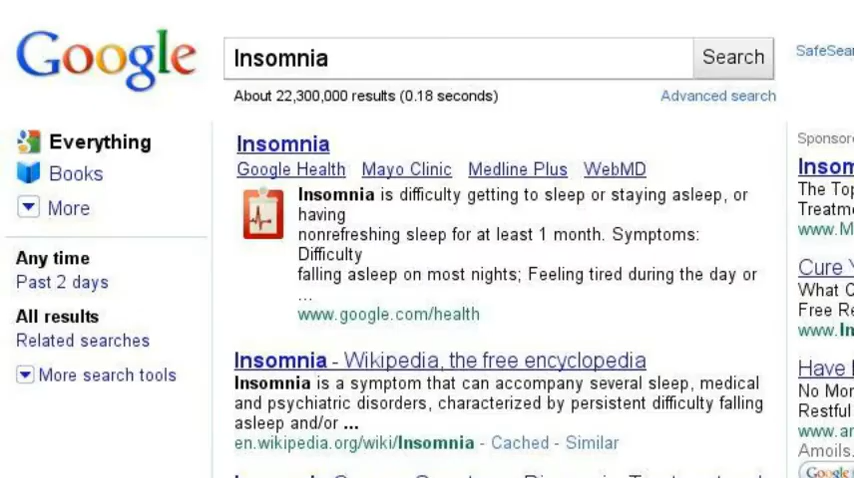 Google
Insomnia
Search
SafeSear
About 22,300,000 results (0.18 seconds)
Advanced search
Everything
Books
More
Any time
Past 2 days
All results
Related searches
More search tools
Insomnia
Google Health Mayo Clinic Medline Plus WebMD
Insomnia is difficulty getting to sleep or staying asleep, or
having
nonrefreshing sleep for at least 1 month. Symptoms:
Difficulty
falling asleep on most nights; Feeling tired during the day or
...
www.google.com/health
Insomnia - Wikipedia, the free encyclopedia
Insomnia is a symptom that can accompany several sleep, medical
and psychiatric disorders, characterized by persistent difficulty falling
asleep and/or ...
en.wikipedia.org/wiki/Insomnia - Cached - Similar
Sponsor
Insom
The Top
Treatme
www.M
Cure Y
What C
Free Re
www.In
Have I
No Mor
Restful
www.ar
Amoils.
Google